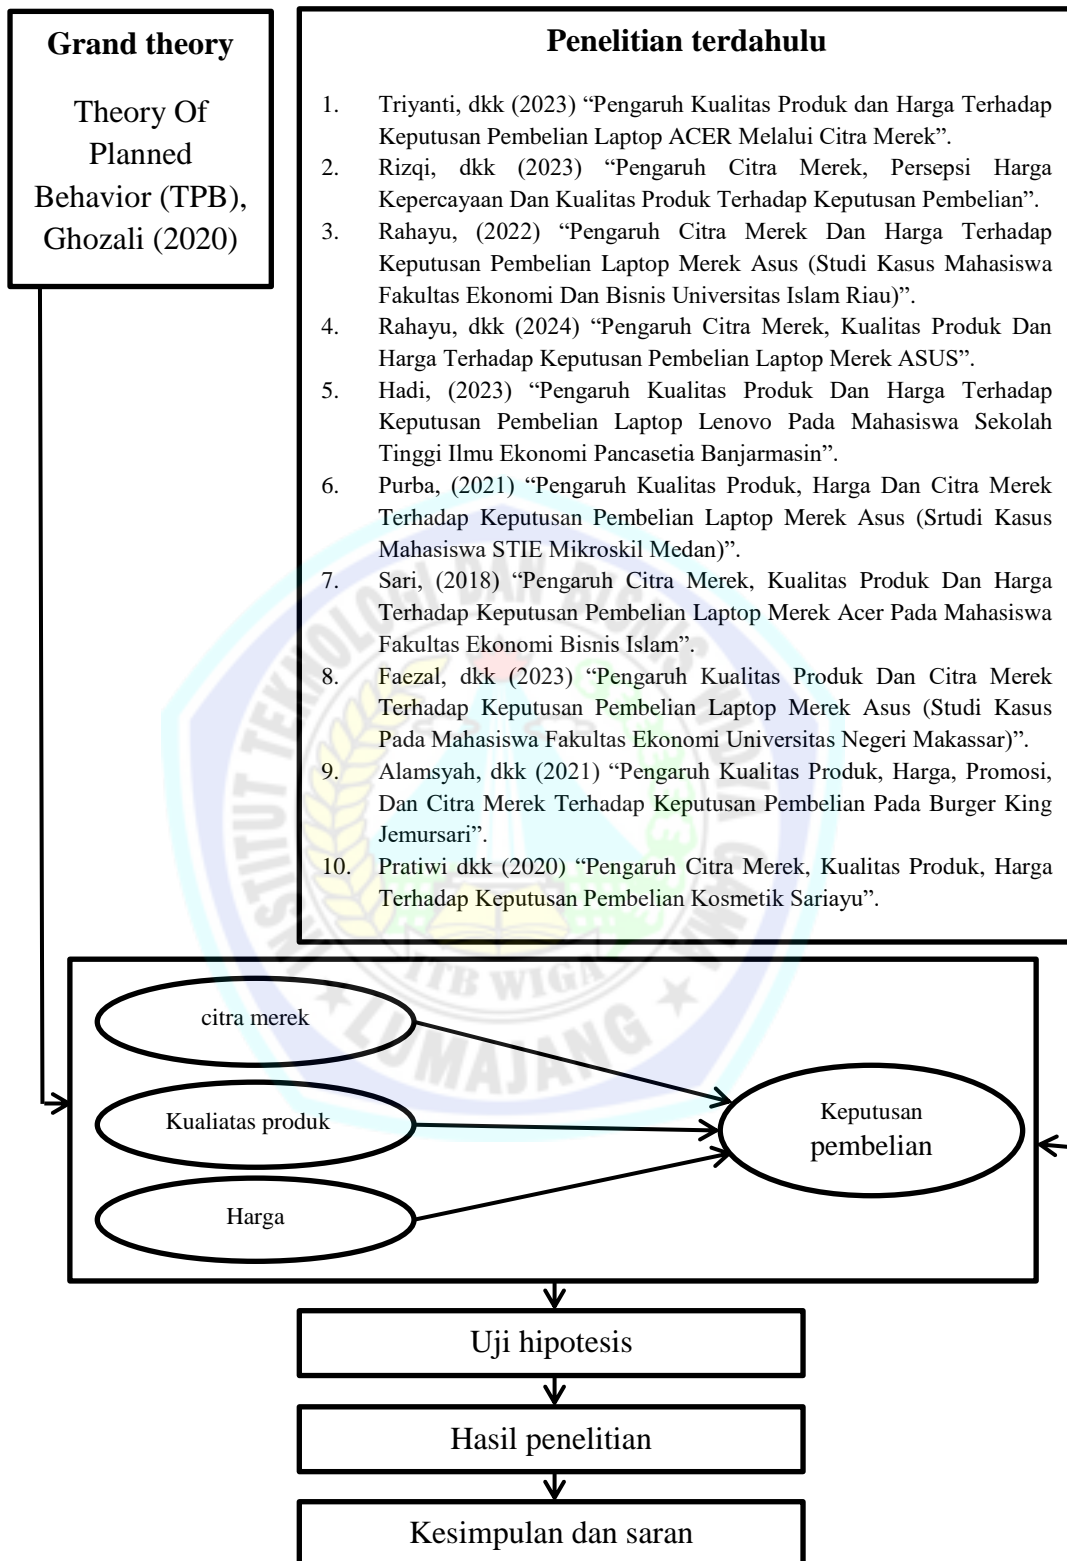 Grand theory
Theory Of
Planned
Behavior (TPB),
Ghozali (2020)
Penelitian terdahulu
1. Triyanti, dkk (2023) “Pengaruh Kualitas Produk dan Harga Terhadap
Keputusan Pembelian Laptop ACER Melalui Citra Merek”.
2. Rizqi, dkk (2023) “Pengaruh Citra Merek, Persepsi Harga
Kepercayaan Dan Kualitas Produk Terhadap Keputusan Pembelian”.
3. Rahayu, (2022) “Pengaruh Citra Merek Dan Harga Terhadap
Keputusan Pembelian Laptop Merek Asus (Studi Kasus Mahasiswa
Fakultas Ekonomi Dan Bisnis Universitas Islam Riau)”.
4. Rahayu, dkk (2024) “Pengaruh Citra Merek, Kualitas Produk Dan
Harga Terhadap Keputusan Pembelian Laptop Merek ASUS”.
5. Hadi, (2023) “Pengaruh Kualitas Produk Dan Harga Terhadap
Keputusan Pembelian Laptop Lenovo Pada Mahasiswa Sekolah
Tinggi Ilmu Ekonomi Pancasetia Banjarmasin”.
6. Purba, (2021) “Pengaruh Kualitas Produk, Harga Dan Citra Merek
Terhadap Keputusan Pembelian Laptop Merek Asus (Srtudi Kasus
Mahasiswa STIE Mikroskil Medan)”.
7. Sari, (2018) “Pengaruh Citra Merek, Kualitas Produk Dan Harga
Terhadap Keputusan Pembelian Laptop Merek Acer Pada Mahasiswa
Fakultas Ekonomi Bisnis Islam”.
8. Faezal, dkk (2023) “Pengaruh Kualitas Produk Dan Citra Merek
Terhadap Keputusan Pembelian Laptop Merek Asus (Studi Kasus
Pada Mahasiswa Fakultas Ekonomi Universitas Negeri Makassar)”.
9. Alamsyah, dkk (2021) “Pengaruh Kualitas Produk, Harga, Promosi,
Dan Citra Merek Terhadap Keputusan Pembelian Pada Burger King
Jemursari”.
10. Pratiwi dkk (2020) “Pengaruh Citra Merek, Kualitas Produk, Harga
Terhadap Keputusan Pembelian Kosmetik Sariayu”.
INSTITUT TEKNOLOGI DAN BISNIS WIDYA GAMA
ITB WIGA
LUMAJANG
citra merek
Kualiatas produk
Harga
Keputusan
pembelian
Uji hipotesis
Hasil penelitian
Kesimpulan dan saran